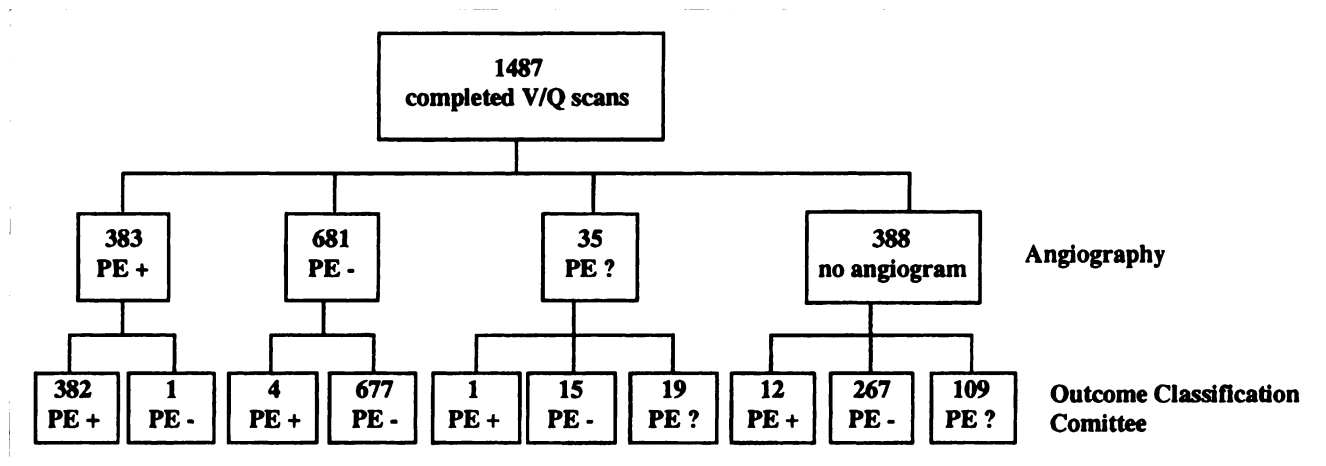 1487
completed V/Q scans
383
PE +
681
PE -
35
PE ?
388
no angiogram
Angiography
382
PE +
1
PE -
4
PE +
677
PE -
1
PE +
15
PE -
19
PE ?
12
PE +
267
PE -
109
PE ?
Outcome Classification
Comittee